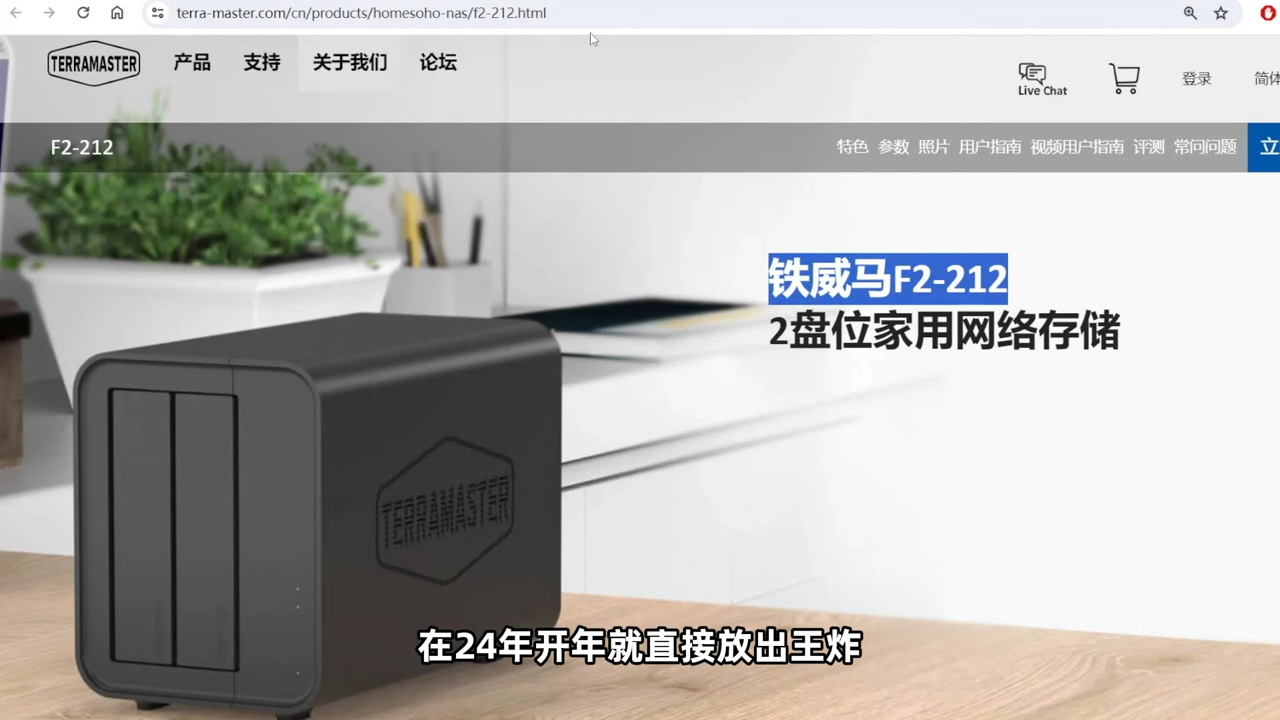 terra-master.com/cn/products/homesoho-nas/f2-212.html
TERRAMASTER
产品 支持 关于我们 论坛
Live Chat
登录
简体
F2-212
特色 参数 照片 用户指南 视频用户指南 评测 常问问题
立
铁威马F2-212
2盘位家用网络存储
TERRAMASTER
在24年开年就直接放出王炸